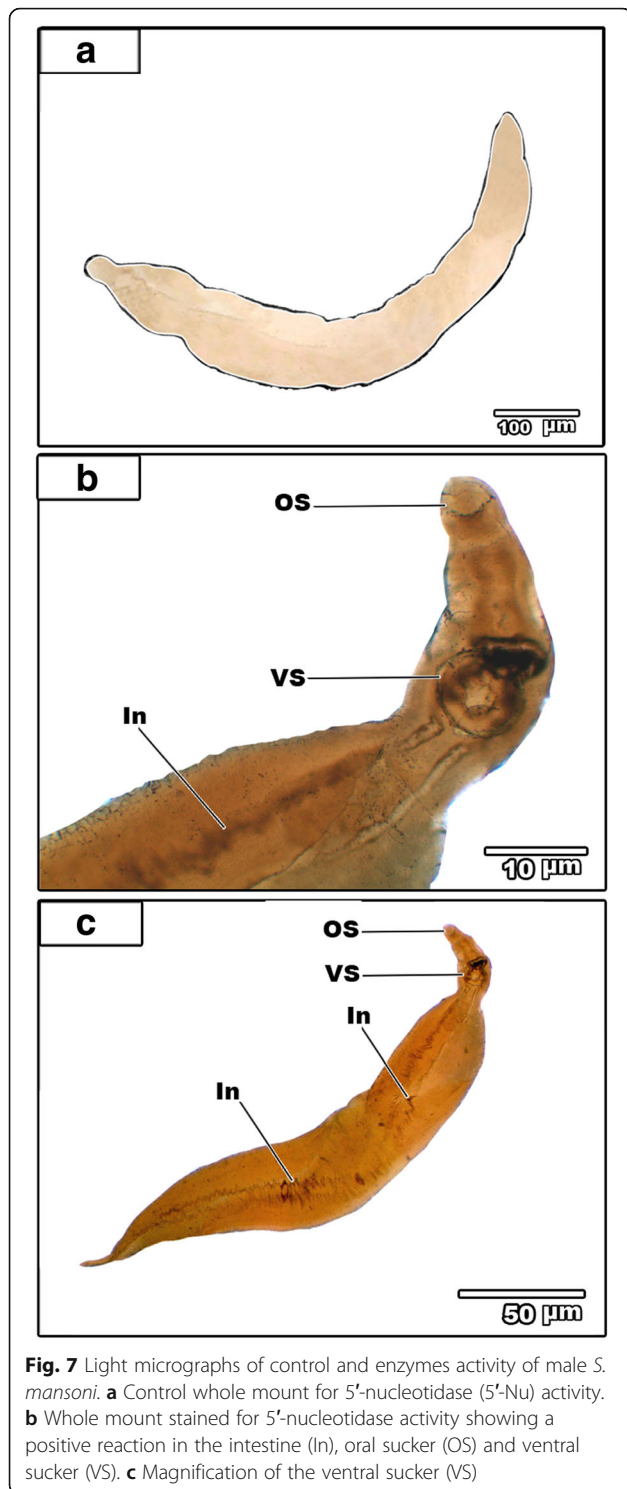 a
100 µm
b
OS
VS
In
10 µm
c
OS
VS
In
In
50 µm
Fig. 7 Light micrographs of control and enzymes activity of male S.
mansoni. a Control whole mount for 5′-nucleotidase (5′-Nu) activity.
b Whole mount stained for 5′-nucleotidase activity showing a
positive reaction in the intestine (In), oral sucker (OS) and ventral
sucker (VS). c Magnification of the ventral sucker (VS)